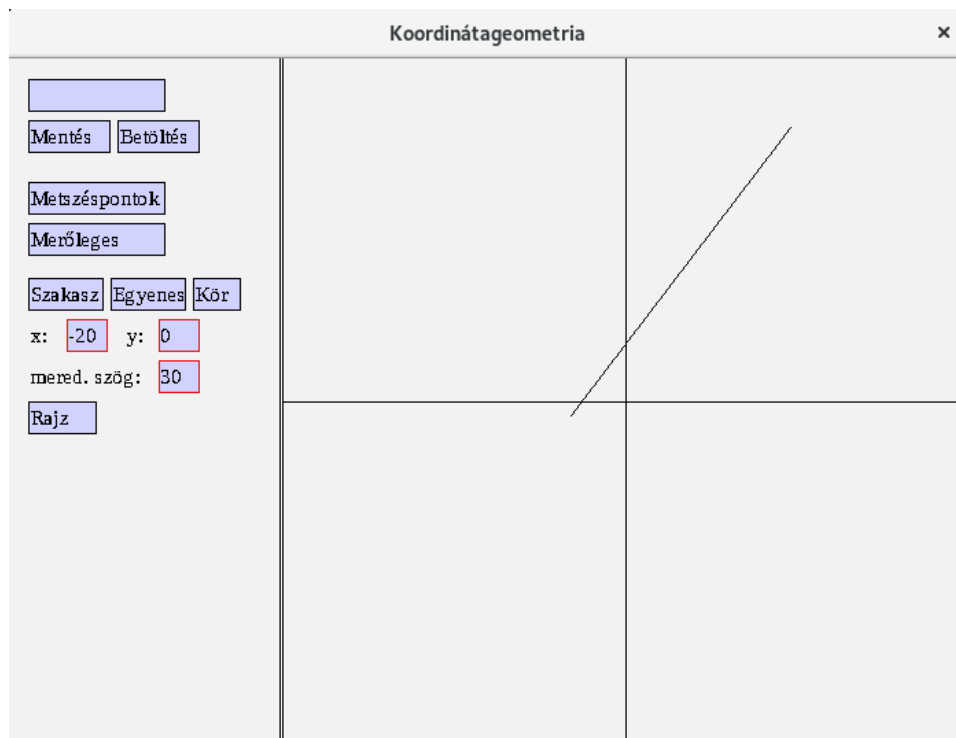 Koordinátageometria ×
Mentés Betöltés
Metszéspontok
Merőleges
Szakasz Egyenes Kör
x: -20 y: 0
mered. szög: 30
Rajz